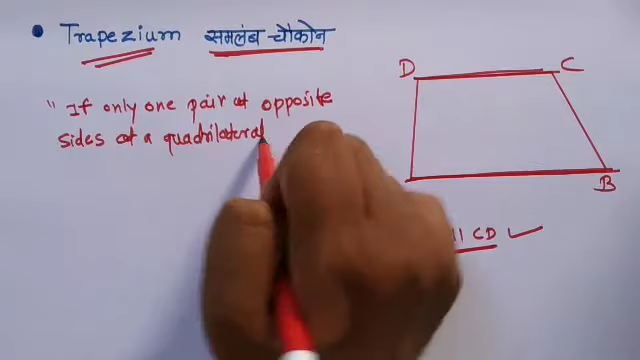 Trapezium समलंब चौकोन
" If only one pair of opposite
sides of a quadrilateral
D
C
B
|| CD ✓